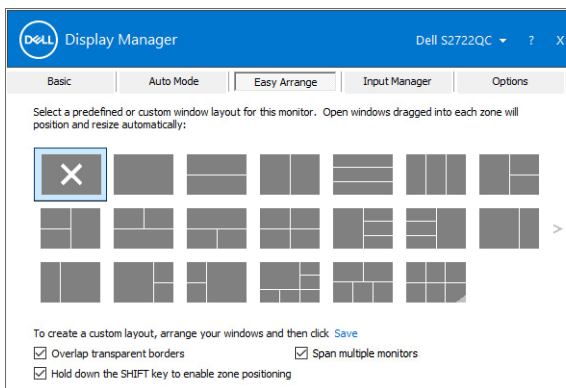 DELL Display Manager Dell S2722QC ? X
Basic Auto Mode Easy Arrange Input Manager Options
Select a predefined or custom window layout for this monitor. Open windows dragged into each zone will
position and resize automatically:
>
To create a custom layout, arrange your windows and then click Save
Overlap transparent borders Span multiple monitors
Hold down the SHIFT key to enable zone positioning